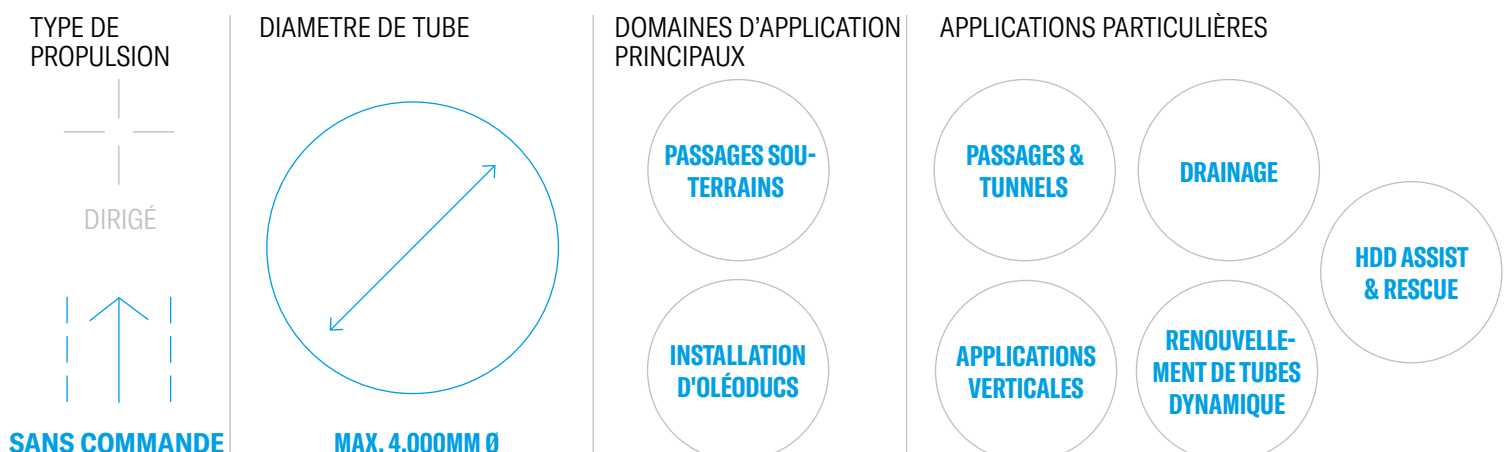 TYPE DE
PROPULSION
DIRIGÉ
SANS COMMANDE
DIAMETRE DE TUBE
MAX. 4.000MM Ø
DOMAINES D’APPLICATION
PRINCIPAUX
PASSAGES SOU-
TERRAINS
INSTALLATION
D'OLÉODUCS
APPLICATIONS PARTICULIÈRES
PASSAGES &
TUNNELS
DRAINAGE
HDD ASSIST
& RESCUE
APPLICATIONS
VERTICALES
RENOUVELLE-
MENT DE TUBES
DYNAMIQUE